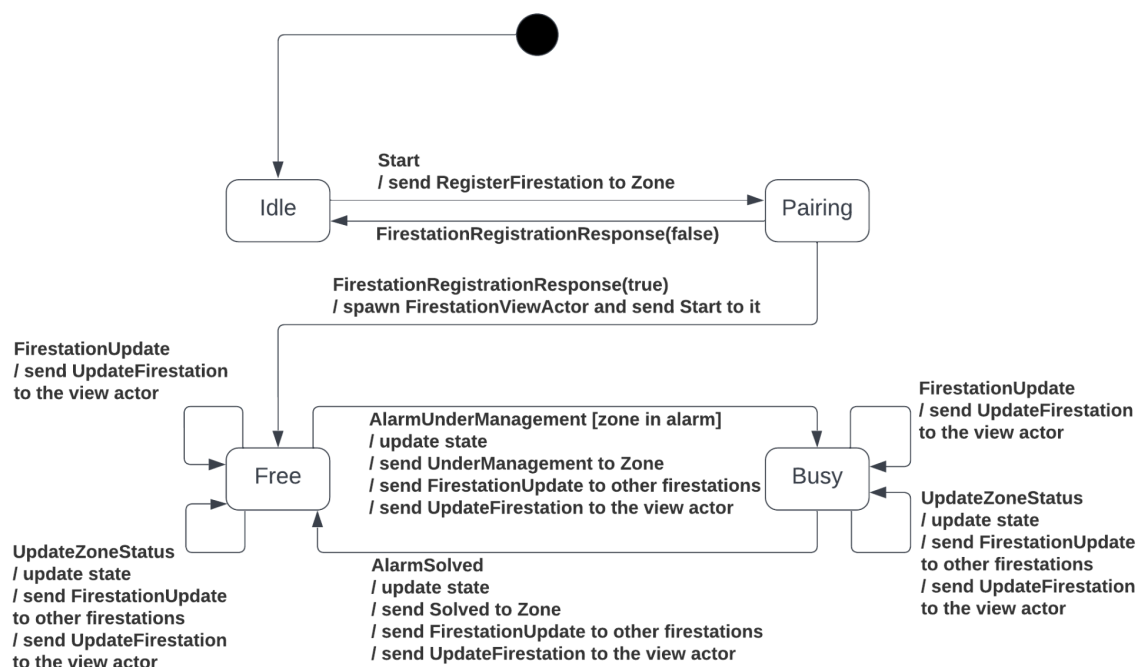 Start
/ send RegisterFirestation to Zone
Idle
Pairing
FirestationRegistrationResponse(false)
FirestationRegistrationResponse(true)
/ spawn FirestationViewActor and send Start to it
FirestationUpdate
/ send UpdateFirestation
to the view actor
AlarmUnderManagement [zone in alarm]
/ update state
/ send UnderManagement to Zone
/ send FirestationUpdate to other firestations
/ send UpdateFirestation to the view actor
FirestationUpdate
/ send UpdateFirestation
to the view actor
Free
Busy
UpdateZoneStatus
/ update state
/ send FirestationUpdate
to other firestations
/ send UpdateFirestation
to the view actor
AlarmSolved
/ update state
/ send Solved to Zone
/ send FirestationUpdate to other firestations
/ send UpdateFirestation to the view actor
UpdateZoneStatus
/ update state
/ send FirestationUpdate
to other firestations
/ send UpdateFirestation
to the view actor